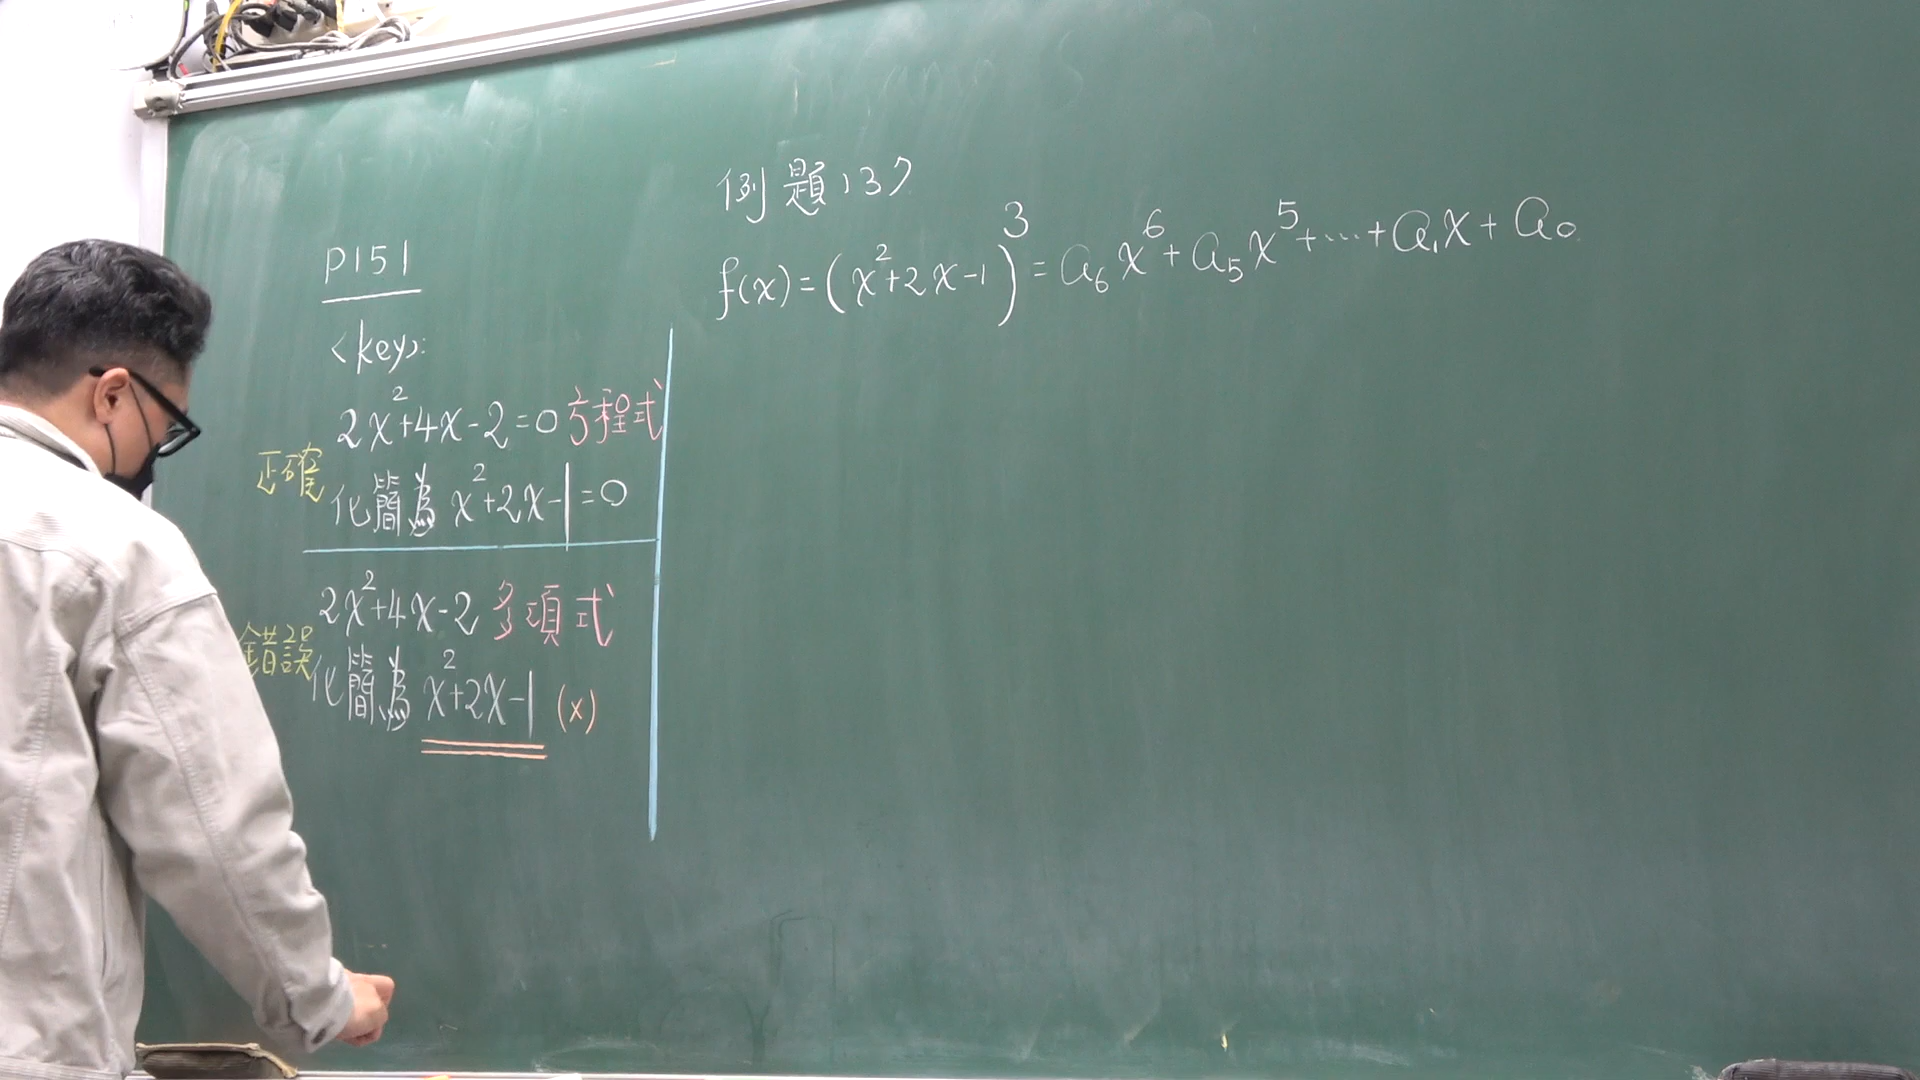 P151
<key>:
2x²+4x-2=0 方程式
正確
化簡為 x²+2x-1=0
2x²+4x-2 多項式
錯誤
化簡為 x²+2x-1 (x)
例題137
f(x)=(x²+2x-1)³=a₆x⁶+a₅x⁵+…+a₁x+a₀